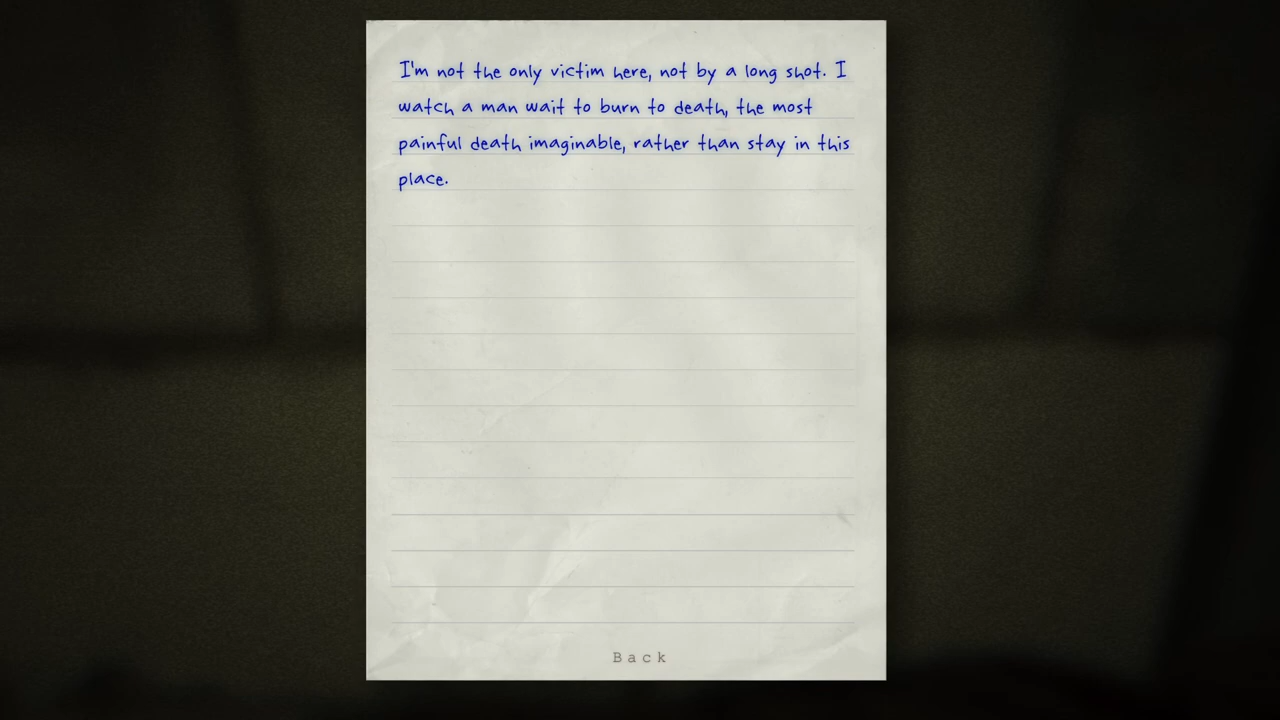 I'm not the only victim here, not by a long shot. I
watch a man wait to burn to death, the most
painful death imaginable, rather than stay in this
place.
Back